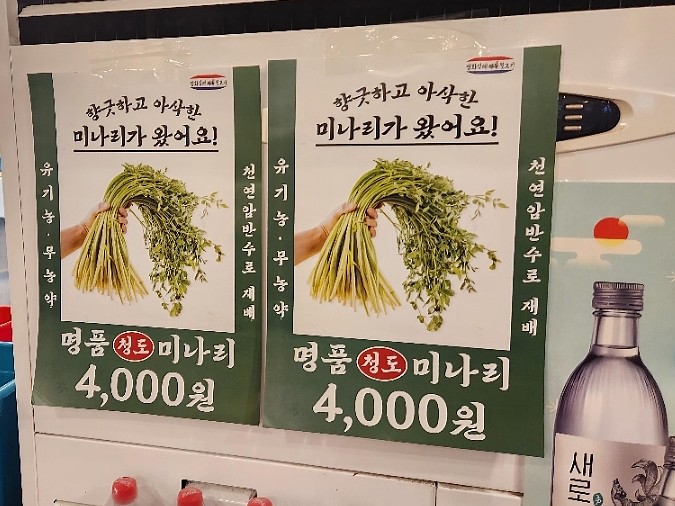 향긋하고 아삭한
미나리가 왔어요!
유기농·무농약
천연암반수로 재배
명품 청도 미나리
4,000원
향긋하고 아삭한
미나리가 왔어요!
유기농·무농약
천연암반수로 재배
명품 청도 미나리
4,000원
새로